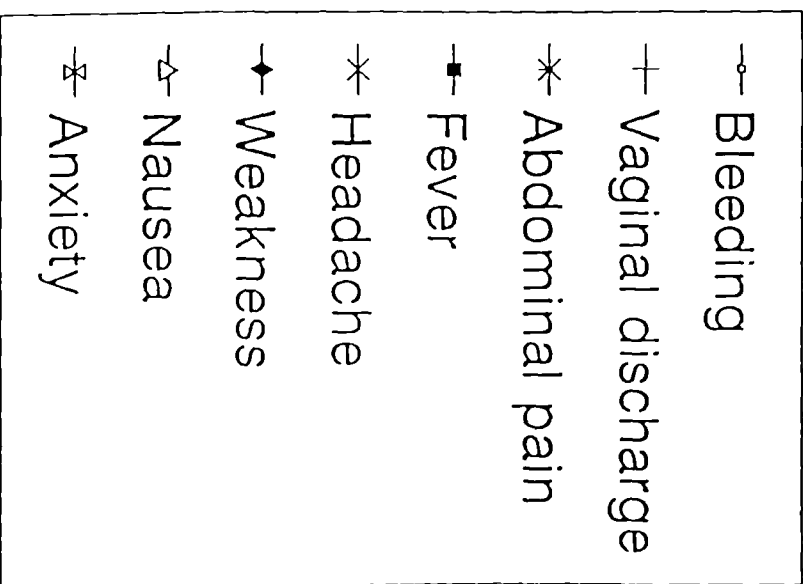 Bleeding
Vaginal discharge
Abdominal pain
Fever
Headache
Weakness
Nausea
Anxiety